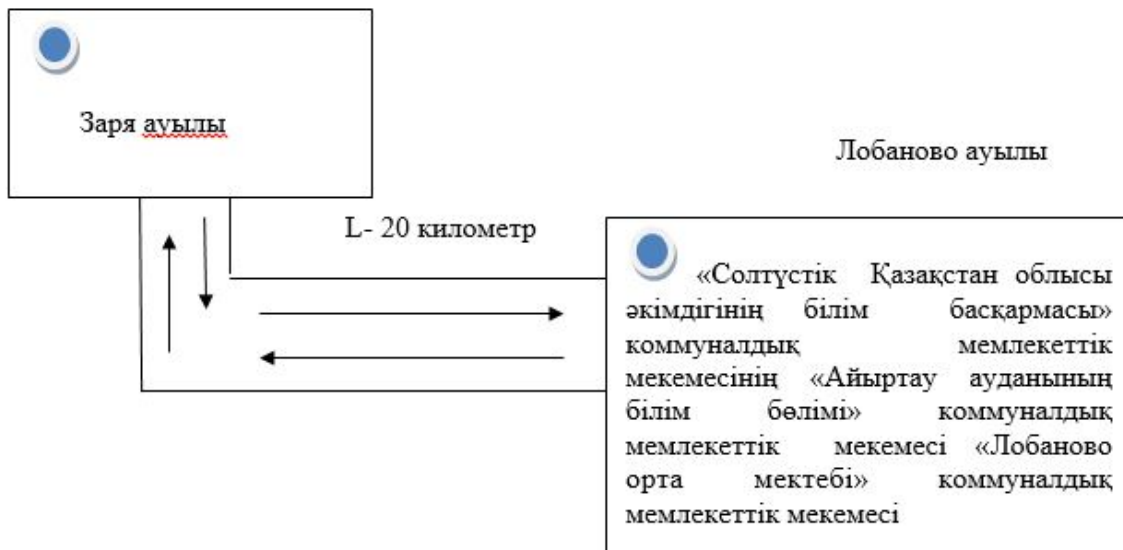 Заря ауылы
Лобаново ауылы
L- 20 километр
«Солтүстік Қазақстан облысы
әкімдігінің білім басқармасы»
коммуналдық мемлекеттік
мекемесінің «Айыртау ауданының
білім бөлімі» коммуналдық
мемлекеттік мекемесі «Лобаново
орта мектебі» коммуналдық
мемлекеттік мекемесі